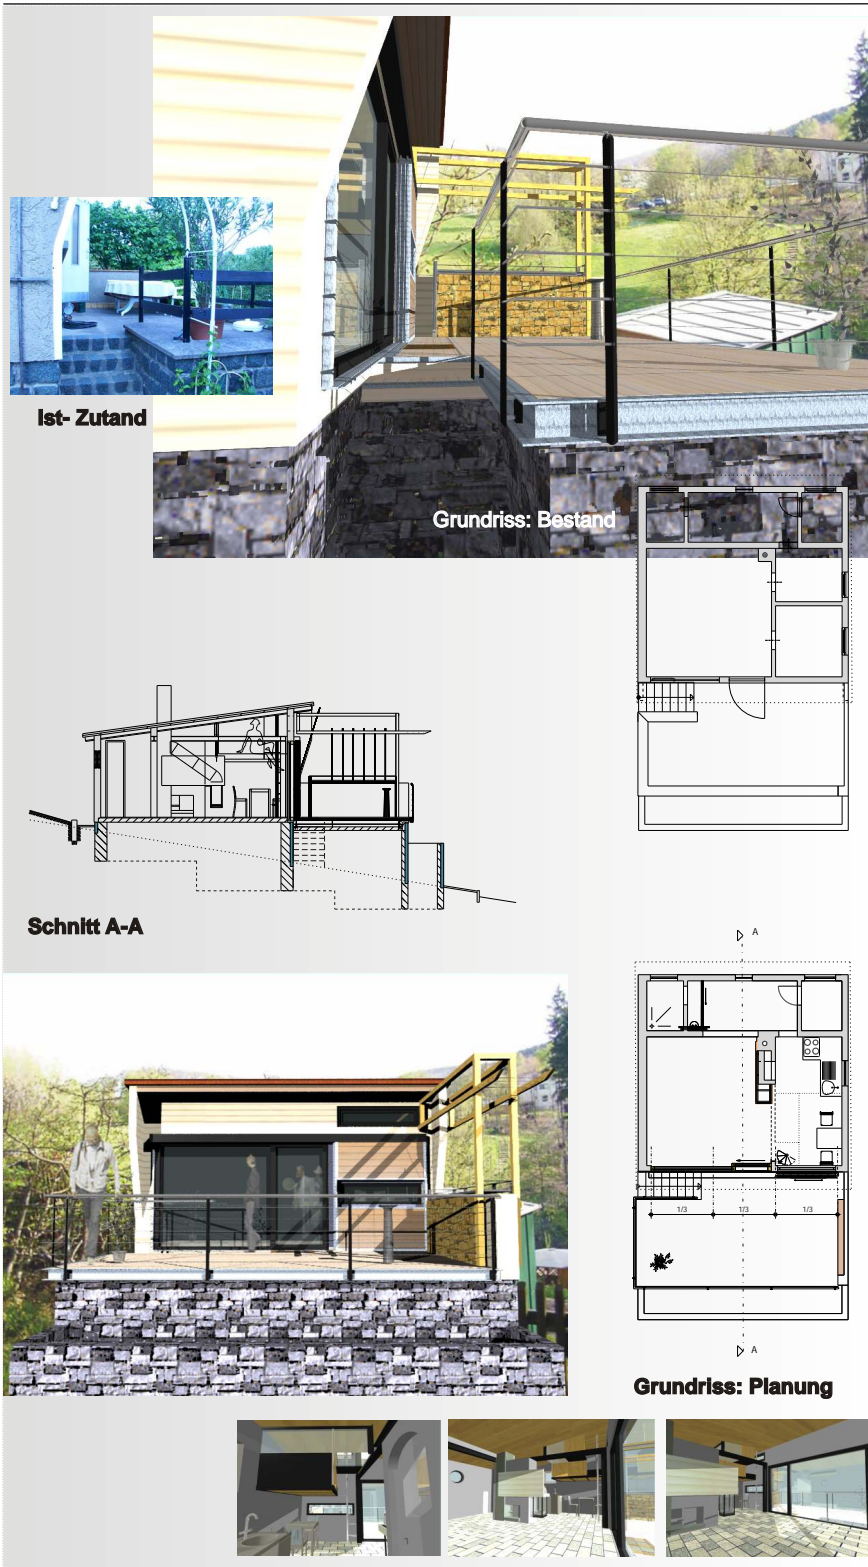 Ist- Zutand
Grundriss: Bestand
Schnitt A-A
A
1/3 1/3 1/3
A
Grundriss: Planung